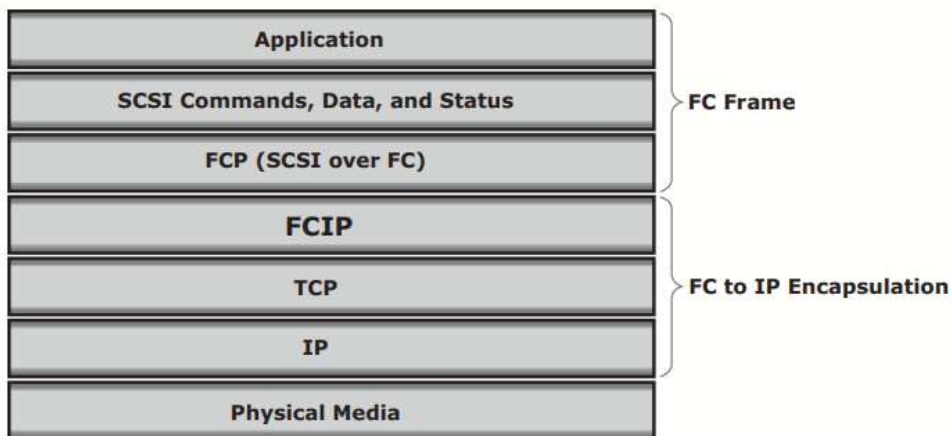 Application
SCSI Commands, Data, and Status
FC Frame
FCP (SCSI over FC)
FCIP
TCP
FC to IP Encapsulation
IP
Physical Media